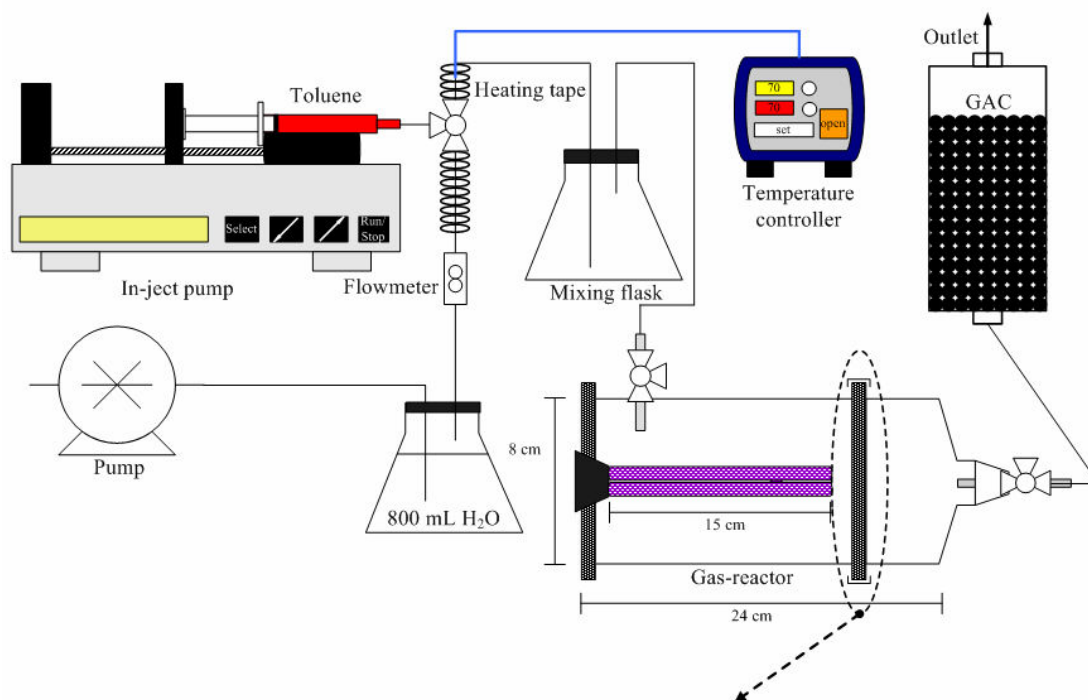 Outlet
GAC
Toluene
Heating tape
70
70
set
open
Temperature
controller
Select
Run/
Stop
In-ject pump
Flowmeter
Mixing flask
Pump
800 mL H₂O
8 cm
15 cm
Gas-reactor
24 cm